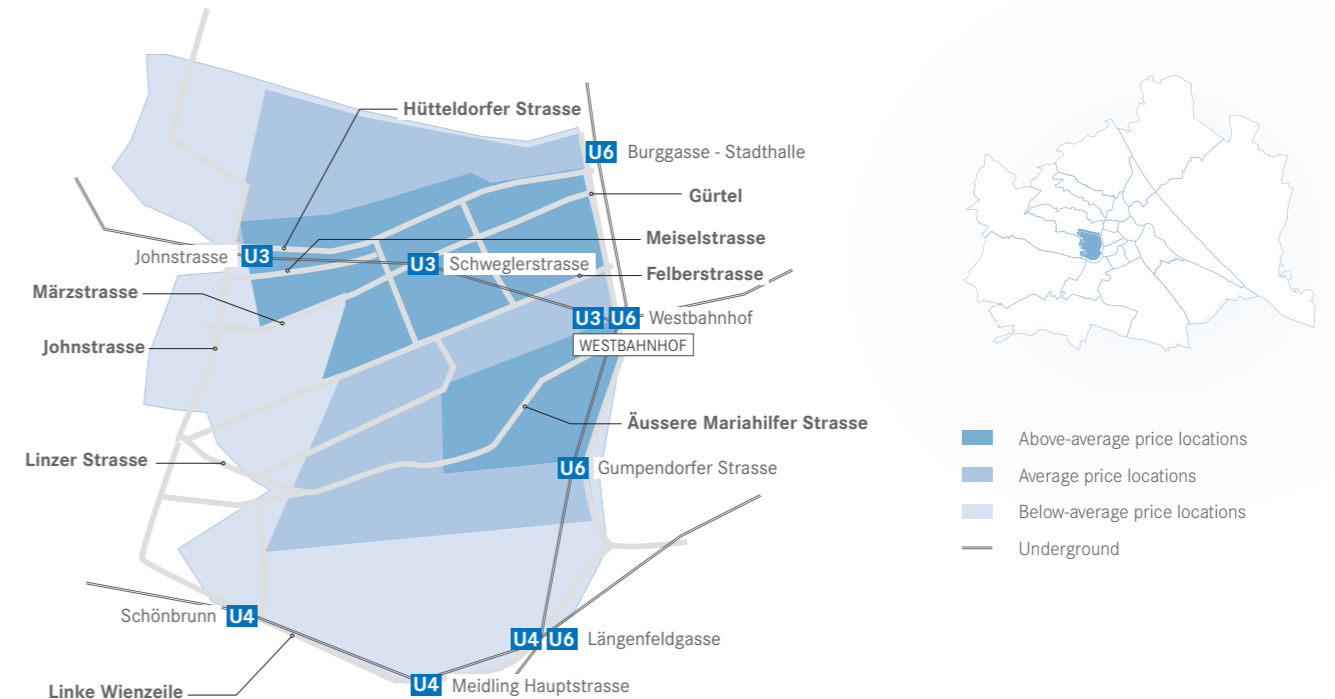 Hütteldorfer Strasse
U6 Burggasse - Stadthalle
Gürtel
Meiselstrasse
Johnstrasse U3
U3 Schweglerstrasse
Felberstrasse
Märzstrasse
U3 U6 Westbahnhof
WESTBAHNHOF
Johnstrasse
Äussere Mariahilfer Strasse
Linzer Strasse
U6 Gumpendorfer Strasse
Schönbrunn U4
U4 U6 Längenfeldgasse
U4 Meidling Hauptstrasse
Linke Wienzeile
Above-average price locations
Average price locations
Below-average price locations
Underground